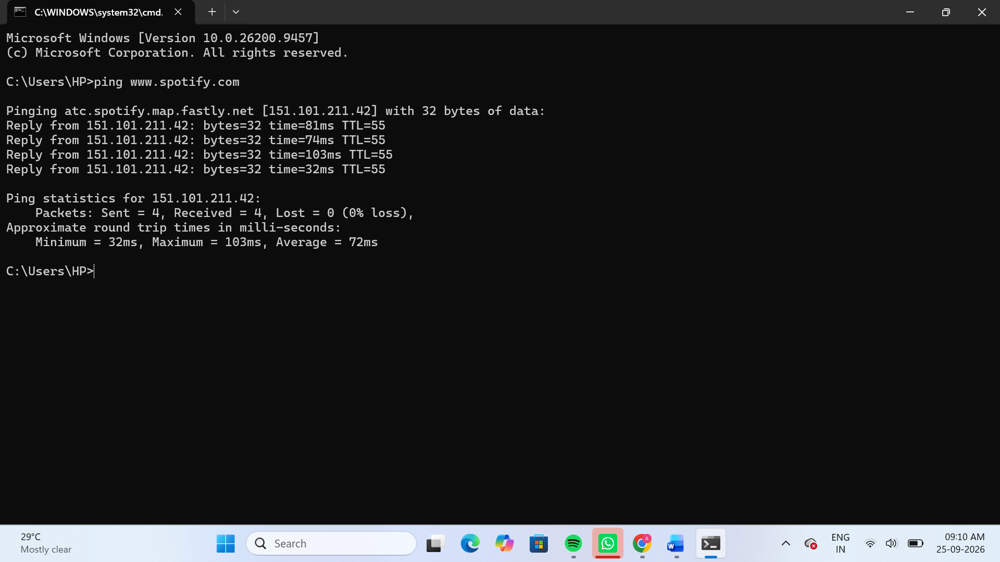 C:\WINDOWS\system32\cmd.
Microsoft Windows [Version 10.0.26200.9457]
(c) Microsoft Corporation. All rights reserved.
C:\Users\HP>ping www.spotify.com
Pinging atc.spotify.map.fastly.net [151.101.211.42] with 32 bytes of data:
Reply from 151.101.211.42: bytes=32 time=81ms TTL=55
Reply from 151.101.211.42: bytes=32 time=74ms TTL=55
Reply from 151.101.211.42: bytes=32 time=103ms TTL=55
Reply from 151.101.211.42: bytes=32 time=32ms TTL=55
Ping statistics for 151.101.211.42:
    Packets: Sent = 4, Received = 4, Lost = 0 (0% loss),
Approximate round trip times in milli-seconds:
    Minimum = 32ms, Maximum = 103ms, Average = 72ms
C:\Users\HP>
29°C
Mostly clear
Search
A
W
ENG
IN
09:10 AM
25-09-2026